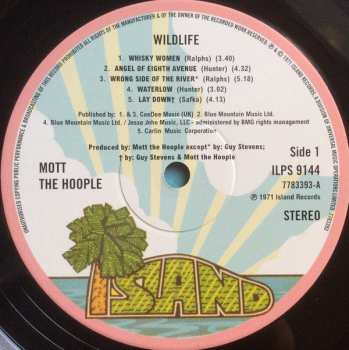 WILDLIFE
1. WHISKY WOMEN (Ralphs) (3.40)
2. ANGEL OF EIGHTH AVENUE (Hunter) (4.32)
3. WRONG SIDE OF THE RIVER* (Ralphs) (5.18)
4. WATERLOW (Hunter) (3.02)
5. LAY DOWN† (Safka) (4.13)
Published by: 1. & 3. GeeDee Music 2. Blue Mountain Music Ltd.
4. Blue Mountain Music Ltd. / Jesse John Music, LLC - administered by BMG rights management
5. Carlin Music Corporation
Produced by: Mott the Hoople except* by: Guy Stevens;
† by: Guy Stevens & Mott the Hoople
MOTT
THE HOOPLE
Side 1
ILPS 9144
7783393-A
℗ 1971 Island Records
STEREO
ISLAND